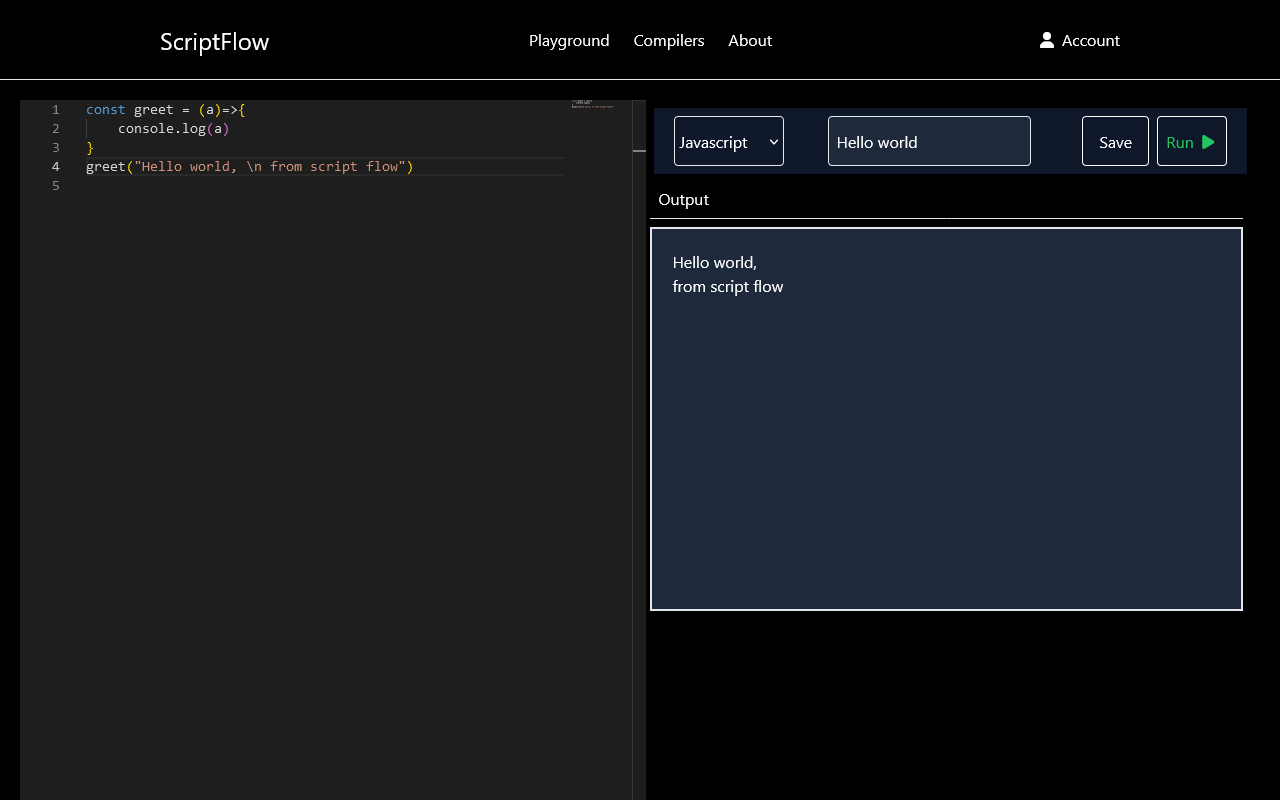 ScriptFlow
Playground Compilers About
Account
1 const greet = (a)=>{
2     console.log(a)
3 }
4 greet("Hello world, \n from script flow")
5
Javascript
Hello world
Save
Run
Output
Hello world,
from script flow